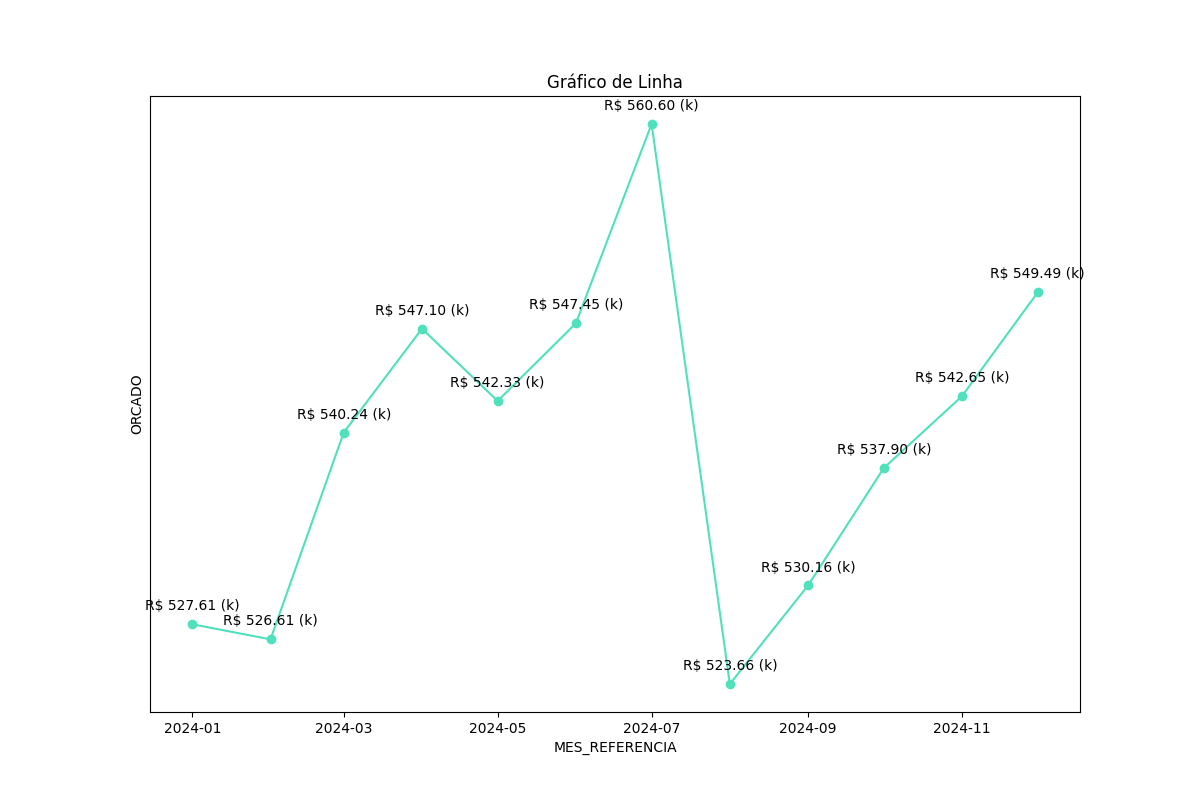 Gráfico de Linha
R$ 560.60 (k)
R$ 549.49 (k)
R$ 547.45 (k)
R$ 547.10 (k)
R$ 542.65 (k)
R$ 542.33 (k)
R$ 540.24 (k)
R$ 537.90 (k)
R$ 530.16 (k)
R$ 527.61 (k)
R$ 526.61 (k)
R$ 523.66 (k)
ORCADO
2024-01 2024-03 2024-05 2024-07 2024-09 2024-11
MES_REFERENCIA